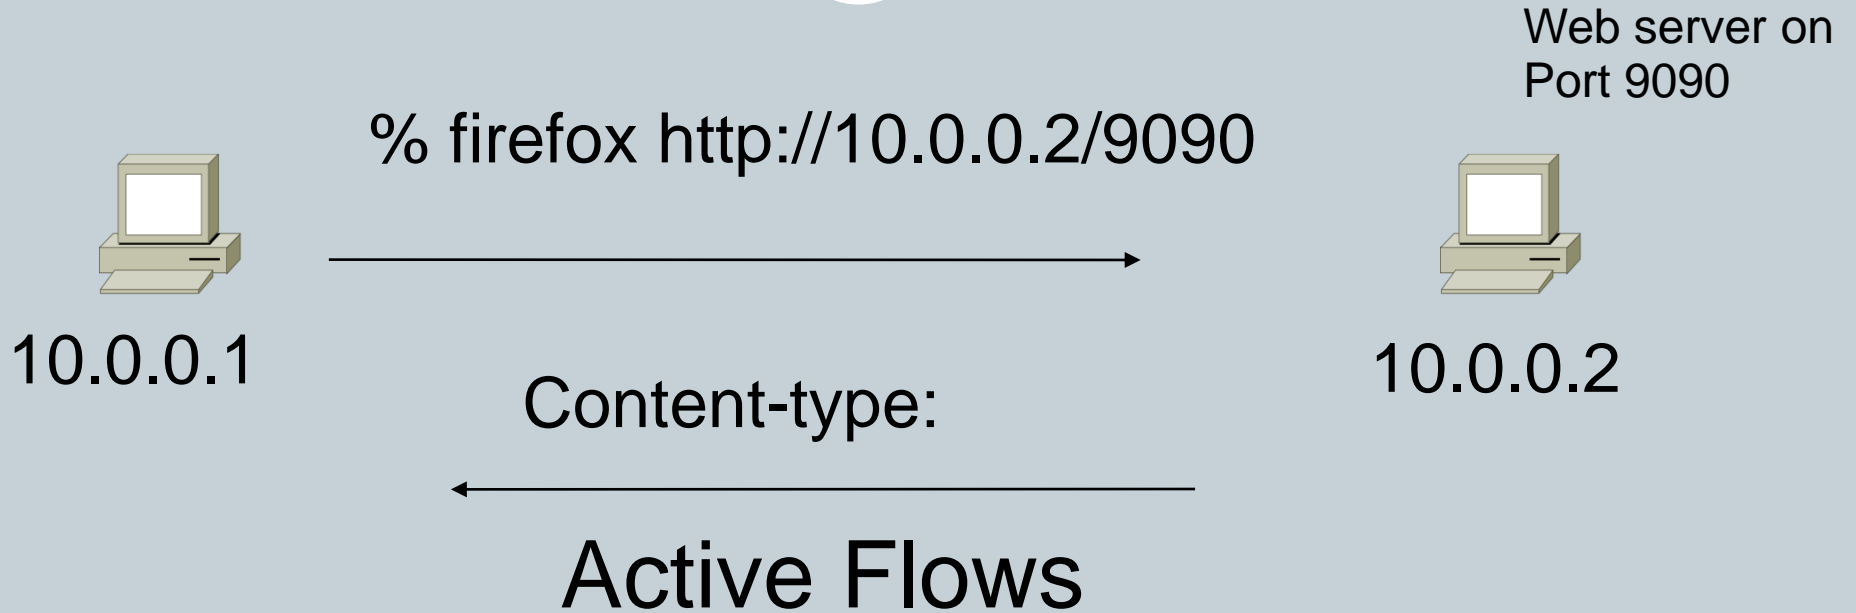 Web server on
Port 9090
% firefox http://10.0.0.2/9090
10.0.0.1
10.0.0.2
Content-type:
Active Flows